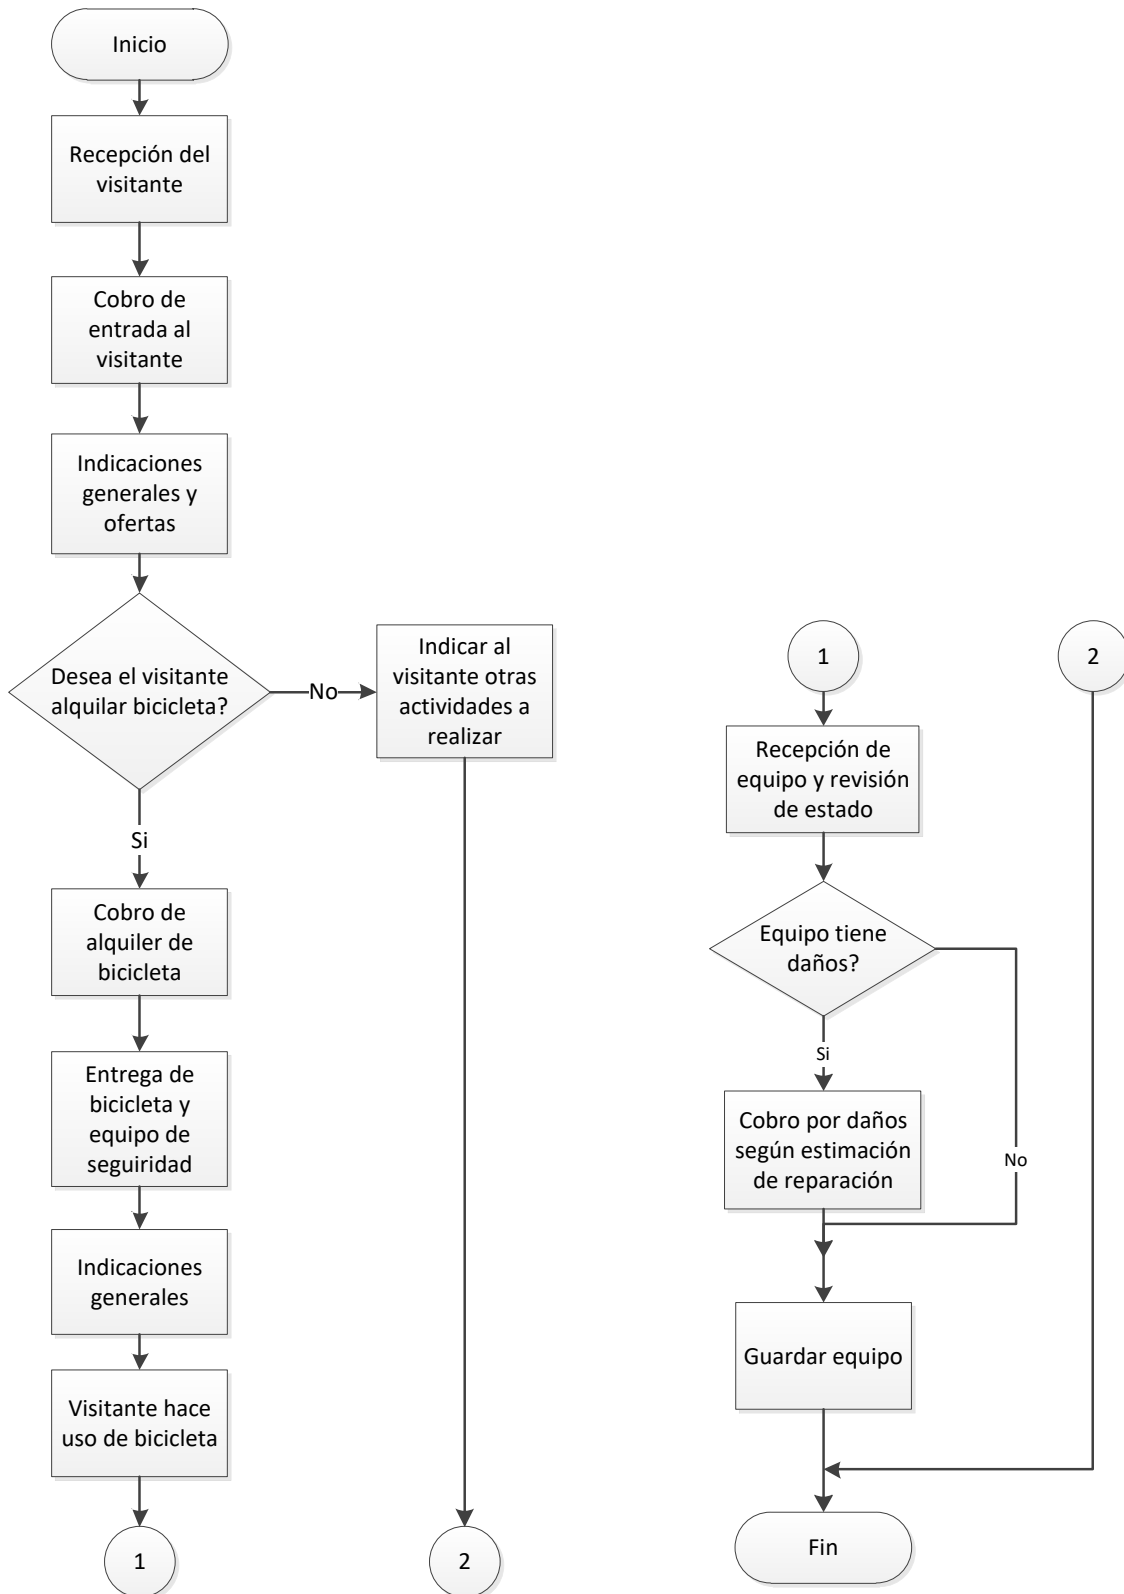 Inicio
Recepción del
visitante
Cobro de
entrada al
visitante
Indicaciones
generales y
ofertas
Desea el visitante
alquilar bicicleta?
No
Indicar al
visitante otras
actividades a
realizar
Si
Cobro de
alquiler de
bicicleta
Entrega de
bicicleta y
equipo de
seguiridad
Indicaciones
generales
Visitante hace
uso de bicicleta
1
2
1
2
Recepción de
equipo y revisión
de estado
Equipo tiene
daños?
Si
No
Cobro por daños
según estimación
de reparación
Guardar equipo
Fin